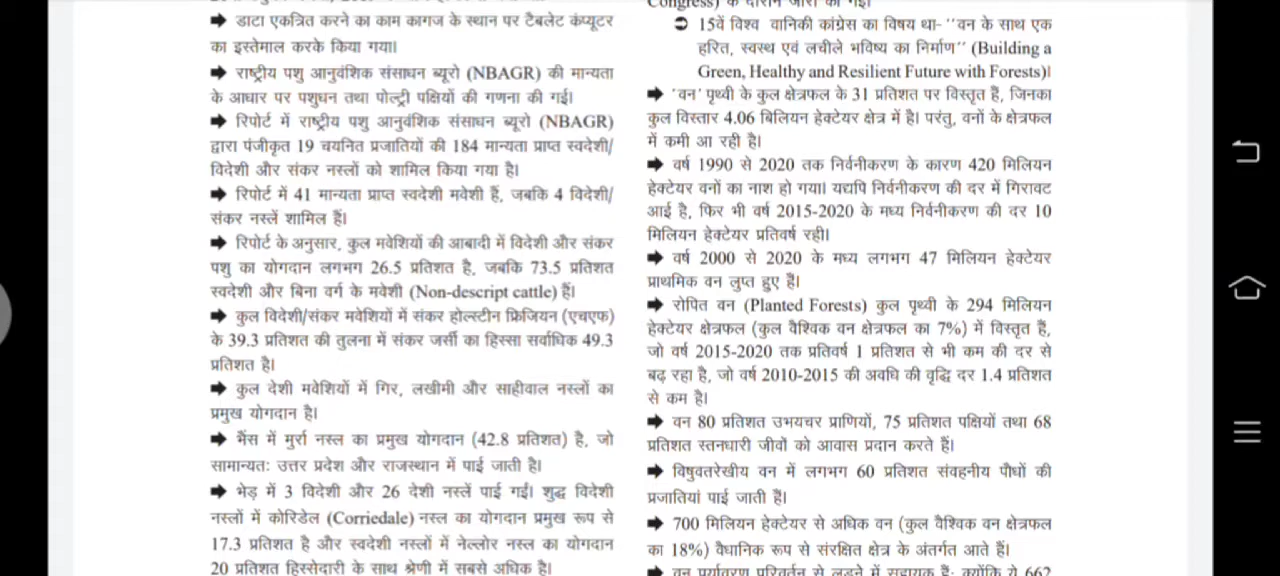 ➡ डाटा एकत्रित करने का काम कागज के स्थान पर टैबलेट कंप्यूटर
का इस्तेमाल करके किया गया।
➡ राष्ट्रीय पशु आनुवंशिक संसाधन ब्यूरो (NBAGR) की मान्यता
के आधार पर पशुधन तथा पोल्ट्री पक्षियों की गणना की गई।
➡ रिपोर्ट में राष्ट्रीय पशु आनुवंशिक संसाधन ब्यूरो (NBAGR)
द्वारा पंजीकृत 19 चयनित प्रजातियों की 184 मान्यता प्राप्त स्वदेशी/
विदेशी और संकर नस्लों को शामिल किया गया है।
➡ रिपोर्ट में 41 मान्यता प्राप्त स्वदेशी मवेशी हैं, जबकि 4 विदेशी/
संकर नस्लें शामिल हैं।
➡ रिपोर्ट के अनुसार, कुल मवेशियों की आबादी में विदेशी और संकर
पशु का योगदान लगभग 26.5 प्रतिशत है, जबकि 73.5 प्रतिशत
स्वदेशी और बिना वर्ग के मवेशी (Non-descript cattle) हैं।
➡ कुल विदेशी/संकर मवेशियों में संकर होल्स्टीन फ्रिजियन (एचएफ)
के 39.3 प्रतिशत की तुलना में संकर जर्सी का हिस्सा सर्वाधिक 49.3
प्रतिशत है।
➡ कुल देशी मवेशियों में गिर, लखीमी और साहीवाल नस्लों का
प्रमुख योगदान है।
➡ भैंस में मुर्रा नस्ल का प्रमुख योगदान (42.8 प्रतिशत) है, जो
सामान्यतः उत्तर प्रदेश और राजस्थान में पाई जाती है।
➡ भेड़ में 3 विदेशी और 26 देशी नस्लें पाई गईं। शुद्ध विदेशी
नस्लों में कोरिडेल (Corriedale) नस्ल का योगदान प्रमुख रूप से
17.3 प्रतिशत है और स्वदेशी नस्लों में नेल्लोर नस्ल का योगदान
20 प्रतिशत हिस्सेदारी के साथ श्रेणी में सबसे अधिक है।
Congress) के दौरान जारी की गई।
➲ 15वें विश्व वानिकी कांग्रेस का विषय था- ''वन के साथ एक
हरित, स्वस्थ एवं लचीले भविष्य का निर्माण'' (Building a
Green, Healthy and Resilient Future with Forests)।
➡ 'वन' पृथ्वी के कुल क्षेत्रफल के 31 प्रतिशत पर विस्तृत है, जिनका
कुल विस्तार 4.06 बिलियन हेक्टेयर क्षेत्र में है। परंतु, वनों के क्षेत्रफल
में कमी आ रही है।
➡ वर्ष 1990 से 2020 तक निर्वनीकरण के कारण 420 मिलियन
हेक्टेयर वनों का नाश हो गया। यद्यपि निर्वनीकरण की दर में गिरावट
आई है, फिर भी वर्ष 2015-2020 के मध्य निर्वनीकरण की दर 10
मिलियन हेक्टेयर प्रतिवर्ष रही।
➡ वर्ष 2000 से 2020 के मध्य लगभग 47 मिलियन हेक्टेयर
प्राथमिक वन लुप्त हुए हैं।
➡ रोपित वन (Planted Forests) कुल पृथ्वी के 294 मिलियन
हेक्टेयर क्षेत्रफल (कुल वैश्विक वन क्षेत्रफल का 7%) में विस्तृत हैं,
जो वर्ष 2015-2020 तक प्रतिवर्ष 1 प्रतिशत से भी कम की दर से
बढ़ रहा है, जो वर्ष 2010-2015 की अवधि की वृद्धि दर 1.4 प्रतिशत
से कम है।
➡ वन 80 प्रतिशत उभयचर प्राणियों, 75 प्रतिशत पक्षियों तथा 68
प्रतिशत स्तनधारी जीवों को आवास प्रदान करते हैं।
➡ विषुवतरेखीय वन में लगभग 60 प्रतिशत संवहनीय पौधों की
प्रजातियां पाई जाती हैं।
➡ 700 मिलियन हेक्टेयर से अधिक वन (कुल वैश्विक वन क्षेत्रफल
का 18%) वैधानिक रूप से संरक्षित क्षेत्र के अंतर्गत आते हैं।
➡ वन पर्यावरण परिवर्तन से लड़ने में सहायक हैं; क्योंकि ये 662